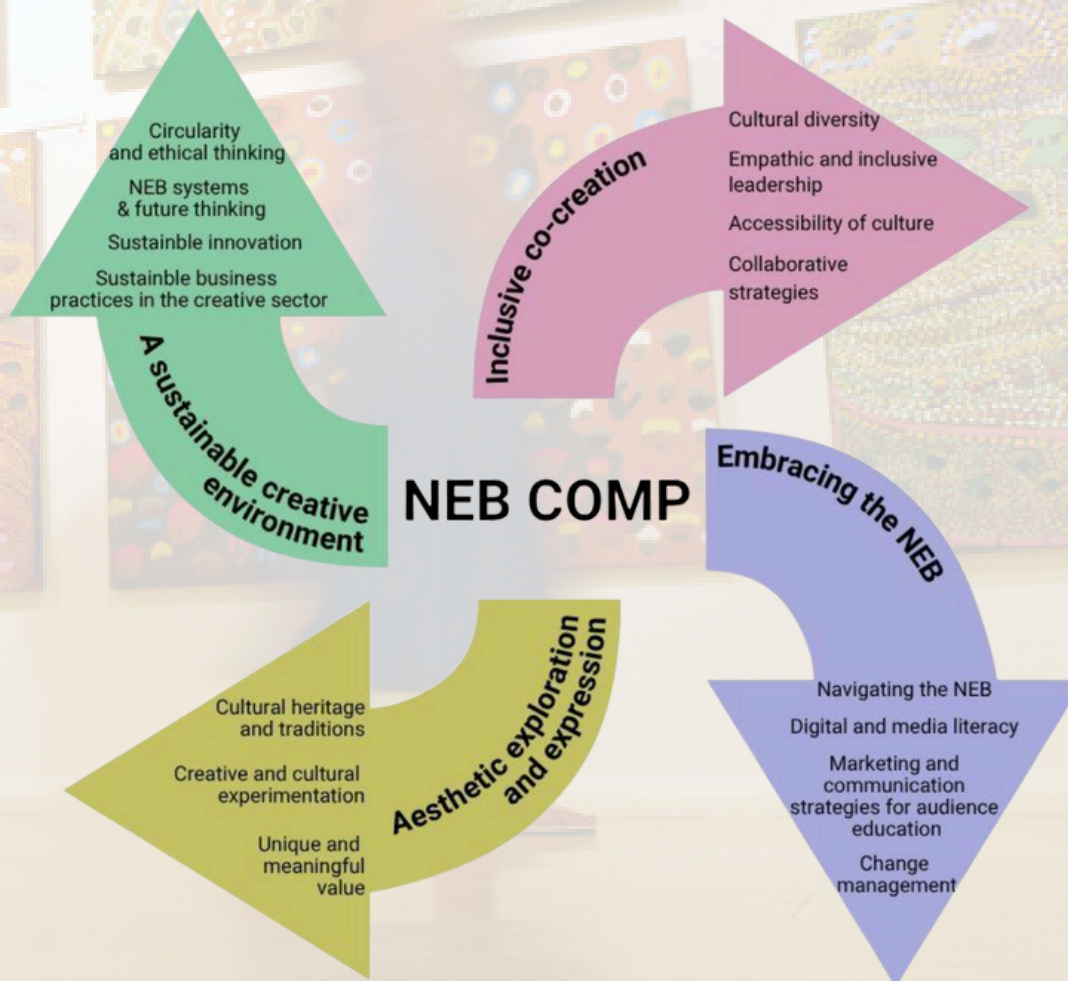 Circularity
and ethical thinking
NEB systems
& future thinking
Sustainble innovation
Sustainble business
practices in the creative sector
A sustainable creative
environment
Inclusive co-creation
Cultural diversity
Empathic and inclusive
leadership
Accessibility of culture
Collaborative
strategies
NEB COMP
Embracing the NEB
Navigating the NEB
Digital and media literacy
Marketing and
communication
strategies for audience
education
Change
management
Aesthetic exploration
and expression
Cultural heritage
and traditions
Creative and cultural
experimentation
Unique and
meaningful
value